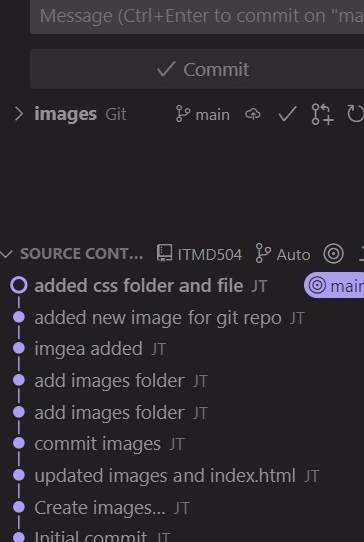 Message (Ctrl+Enter to commit on "ma
Commit
images Git main
SOURCE CONT... ITMD504 Auto
added css folder and file JT main
added new image for git repo JT
imgea added JT
add images folder JT
add images folder JT
commit images JT
updated images and index.html JT
Create images... JT
Initial commit JT